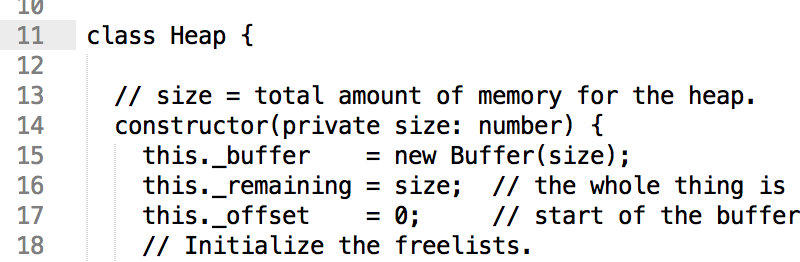 10
11 class Heap {
12
13 // size = total amount of memory for the heap.
14 constructor(private size: number) {
15 this._buffer    = new Buffer(size);
16 this._remaining = size;  // the whole thing is
17 this._offset    = 0;     // start of the buffer
18 // Initialize the freelists.